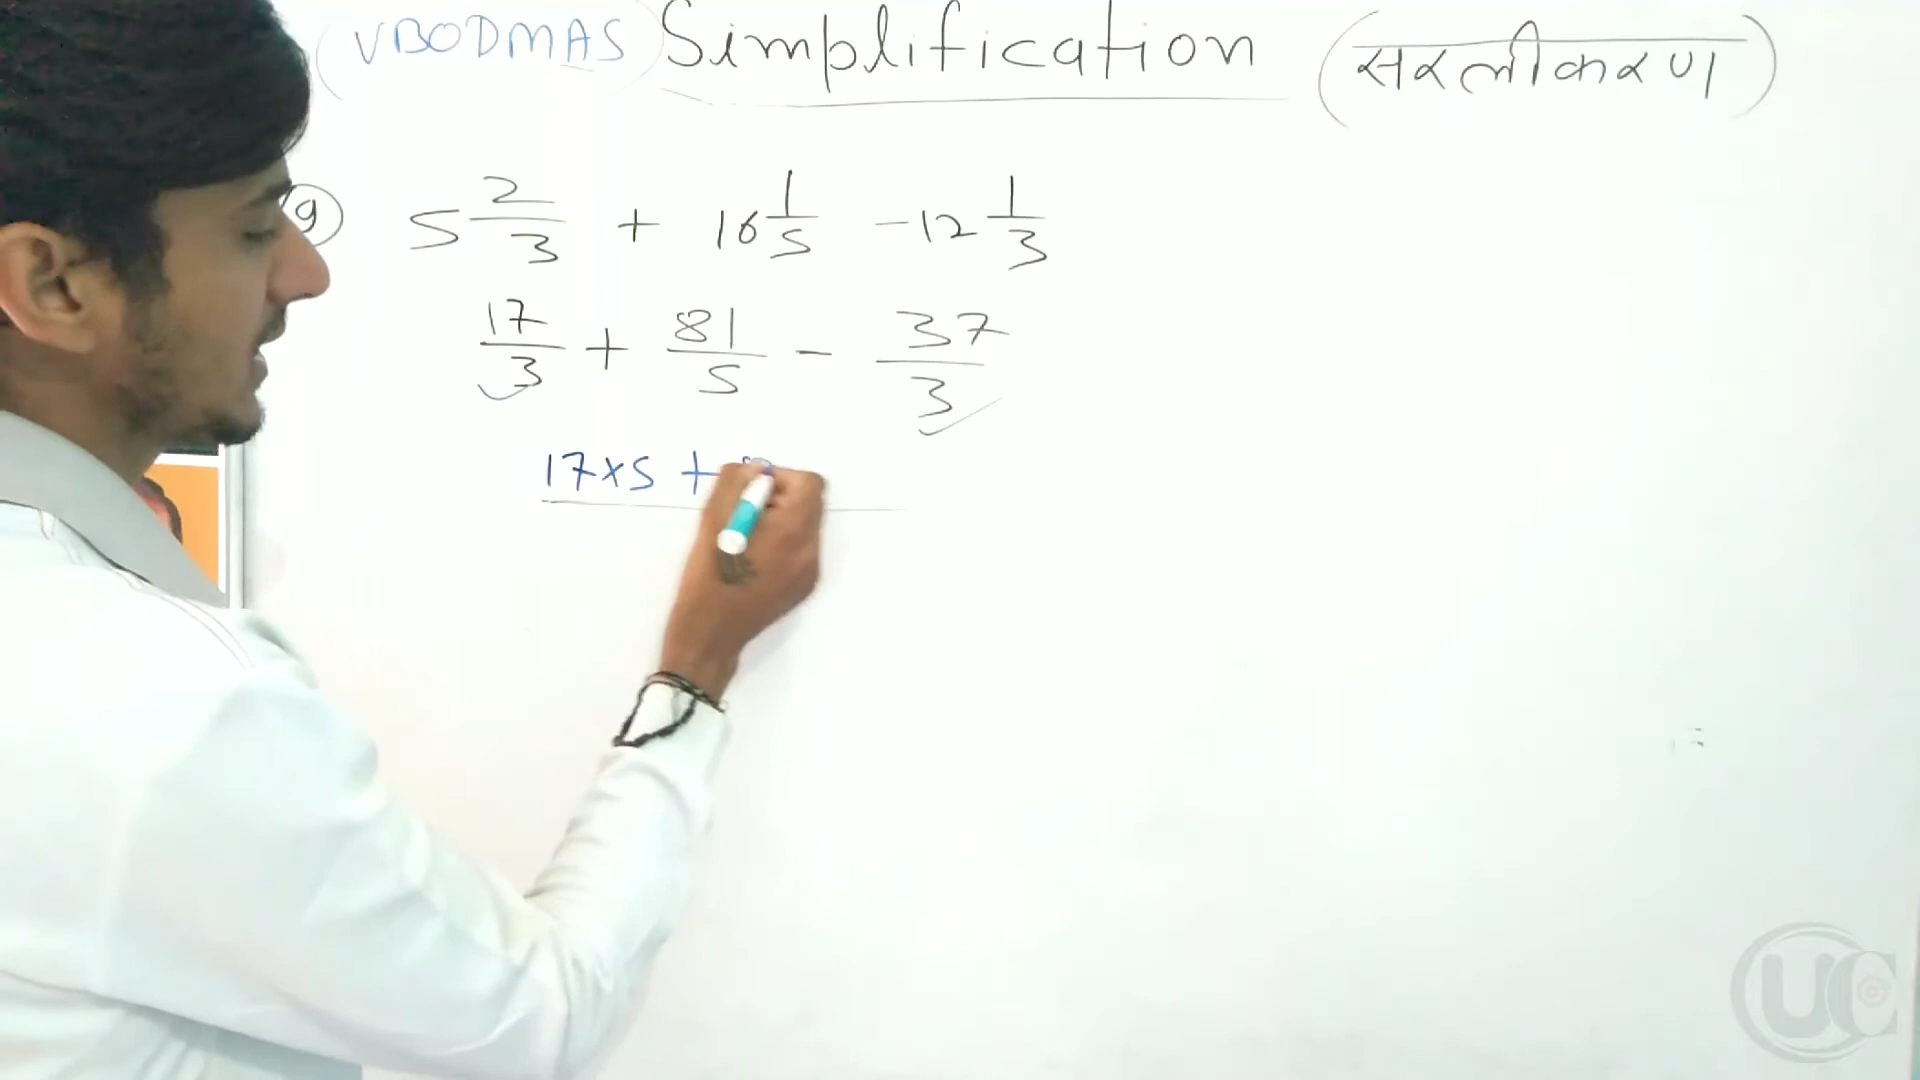 (VBODMAS) Simplification (सरलीकरण)
9) 5 2/3 + 16 1/5 - 12 1/3
17/3 + 81/5 - 37/3
17×5 +
UC